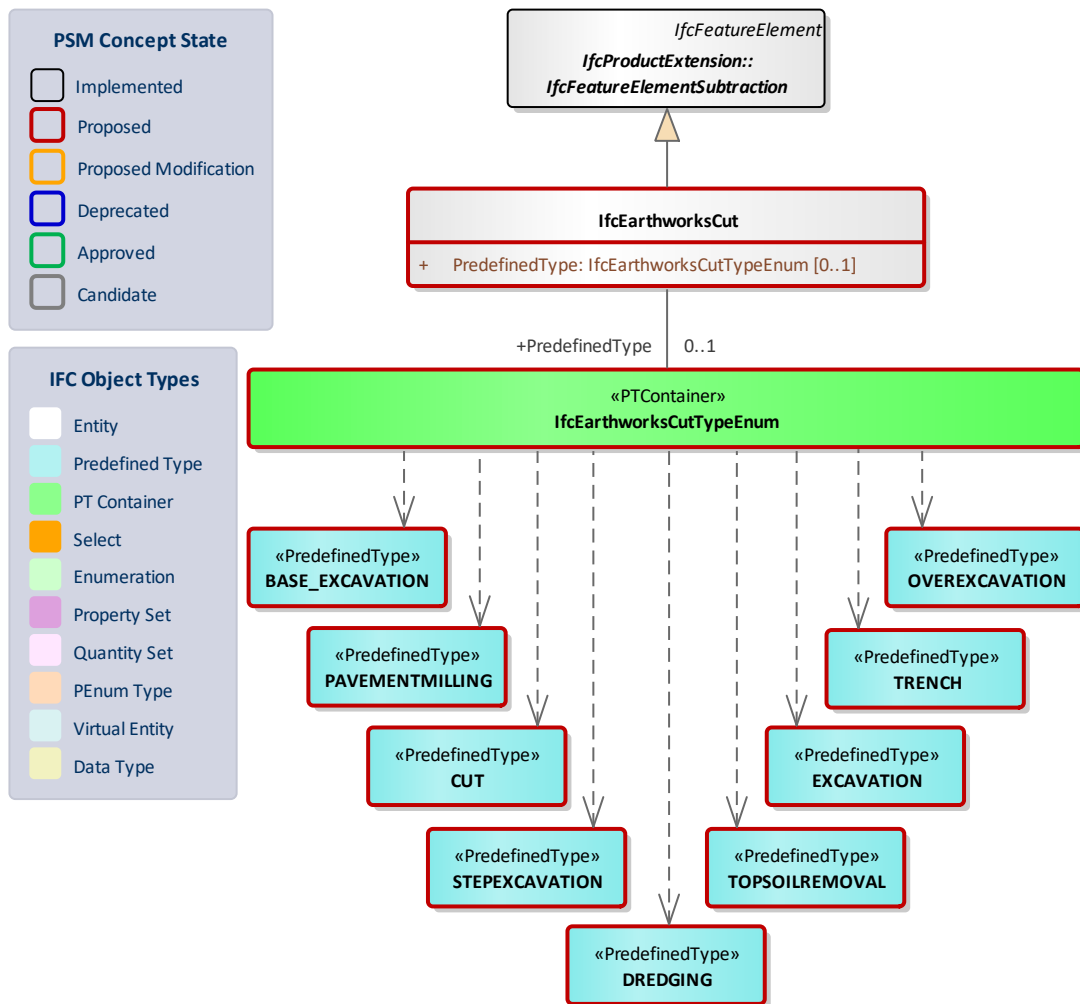 PSM Concept State
Implemented
Proposed
Proposed Modification
Deprecated
Approved
Candidate
IFC Object Types
Entity
Predefined Type
PT Container
Select
Enumeration
Property Set
Quantity Set
PEnum Type
Virtual Entity
Data Type
IfcFeatureElement
IfcProductExtension::
IfcFeatureElementSubtraction
IfcEarthworksCut
+ PredefinedType: IfcEarthworksCutTypeEnum [0..1]
+PredefinedType 0..1
«PTContainer»
IfcEarthworksCutTypeEnum
«PredefinedType»
BASE_EXCAVATION
«PredefinedType»
OVEREXCAVATION
«PredefinedType»
PAVEMENTMILLING
«PredefinedType»
TRENCH
«PredefinedType»
CUT
«PredefinedType»
EXCAVATION
«PredefinedType»
STEPEXCAVATION
«PredefinedType»
TOPSOILREMOVAL
«PredefinedType»
DREDGING